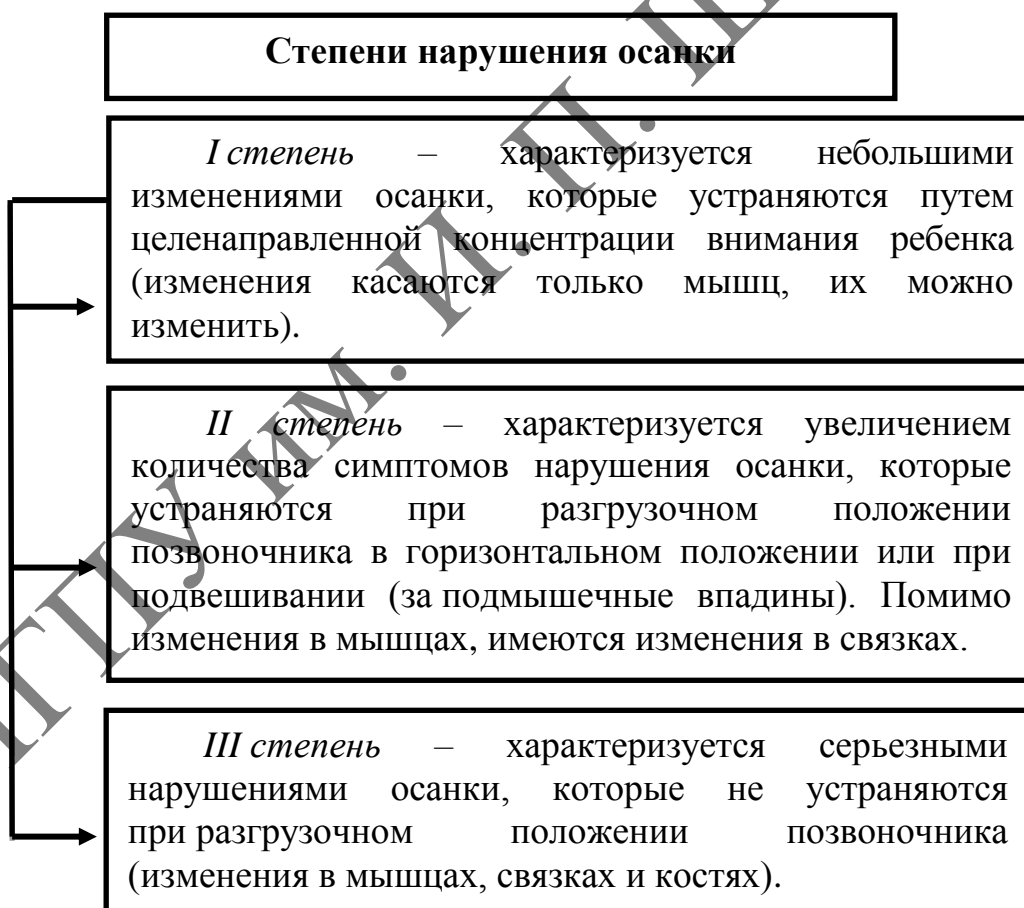 Степени нарушения осанки
I степень – характеризуется небольшими
изменениями осанки, которые устраняются путем
целенаправленной концентрации внимания ребенка
(изменения касаются только мышц, их можно
изменить).
II степень – характеризуется увеличением
количества симптомов нарушения осанки, которые
устраняются при разгрузочном положении
позвоночника в горизонтальном положении или при
подвешивании (за подмышечные впадины). Помимо
изменения в мышцах, имеются изменения в связках.
III степень – характеризуется серьезными
нарушениями осанки, которые не устраняются
при разгрузочном положении позвоночника
(изменения в мышцах, связках и костях).
ГПУ им. И. П.